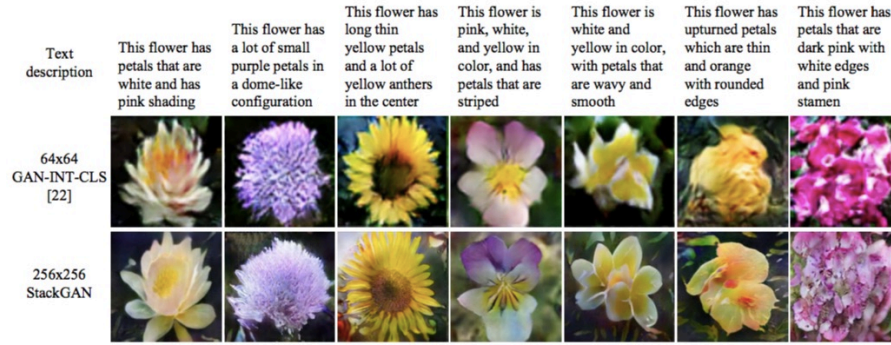 Text
description
This flower has
petals that are
white and has
pink shading
This flower has
a lot of small
purple petals in
a dome-like
configuration
This flower has
long thin
yellow petals
and a lot of
yellow anthers
in the center
This flower is
pink, white,
and yellow in
color, and has
petals that are
striped
This flower is
white and
yellow in color,
with petals that
are wavy and
smooth
This flower has
upturned petals
which are thin
and orange
with rounded
edges
This flower has
petals that are
dark pink with
white edges
and pink
stamen
64x64
GAN-INT-CLS
[22]
256x256
StackGAN